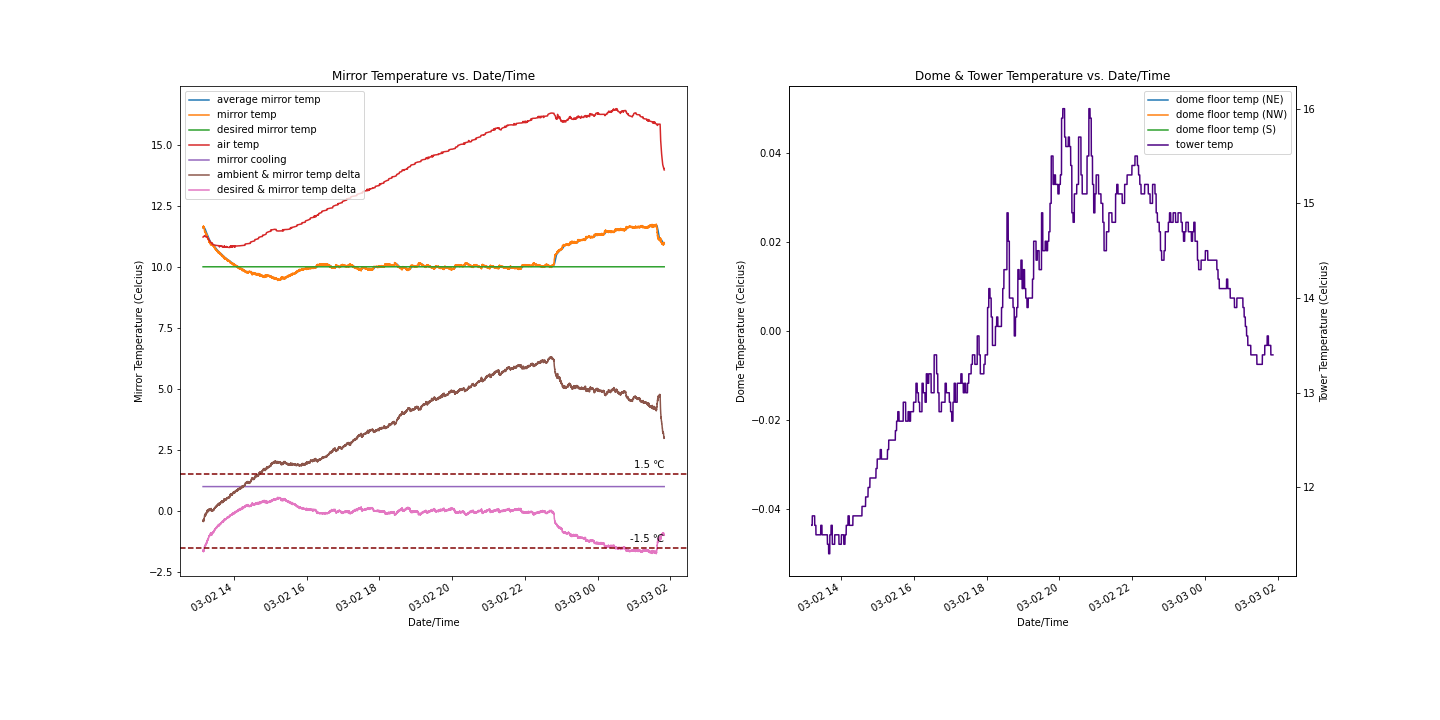 Mirror Temperature vs. Date/Time
average mirror temp
mirror temp
desired mirror temp
air temp
mirror cooling
ambient & mirror temp delta
desired & mirror temp delta
15.0
12.5
10.0
7.5
5.0
2.5
0.0
−2.5
Mirror Temperature (Celcius)
1.5 °C
-1.5 °C
03-02 14
03-02 16
03-02 18
03-02 20
03-02 22
03-03 00
03-03 02
Date/Time
Dome & Tower Temperature vs. Date/Time
dome floor temp (NE)
dome floor temp (NW)
dome floor temp (S)
tower temp
0.04
0.02
0.00
−0.02
−0.04
Dome Temperature (Celcius)
16
15
14
13
12
Tower Temperature (Celcius)
03-02 14
03-02 16
03-02 18
03-02 20
03-02 22
03-03 00
03-03 02
Date/Time